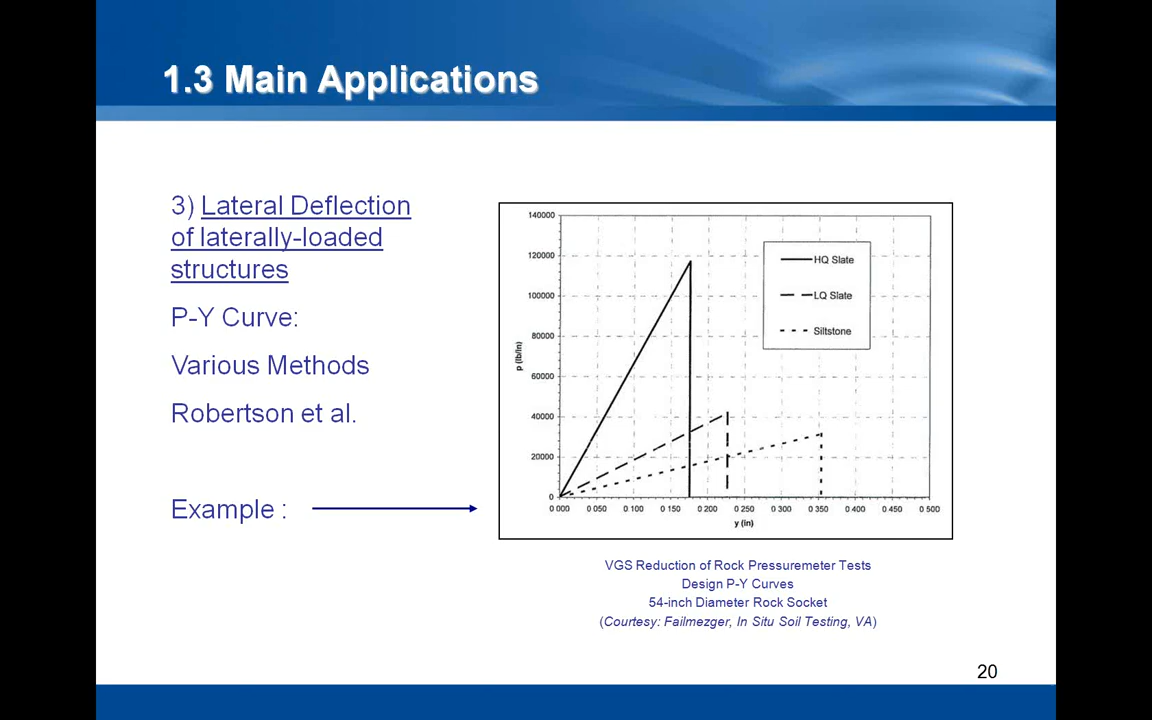 1.3 Main Applications
3) Lateral Deflection
of laterally-loaded
structures
P-Y Curve:
Various Methods
Robertson et al.
Example :
140000
120000
100000
80000
60000
40000
20000
0
p (lb/in)
HQ Slate
LQ Slate
Siltstone
0 000 0 050 0 100 0 150 0 200 0 250 0 300 0 350 0 400 0 450 0 500
y (in)
VGS Reduction of Rock Pressuremeter Tests
Design P-Y Curves
54-inch Diameter Rock Socket
(Courtesy: Failmezger, In Situ Soil Testing, VA)
20